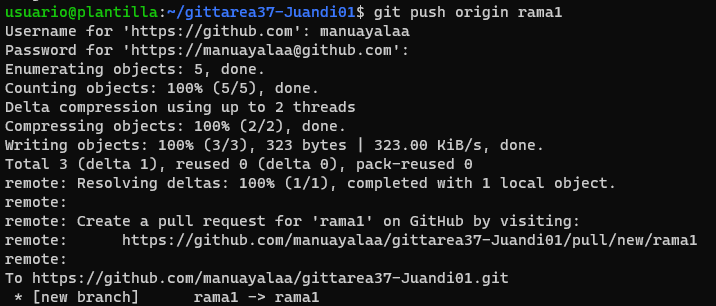 usuario@plantilla:~/gittarea37-Juandi01$ git push origin rama1
Username for 'https://github.com': manuayalaa
Password for 'https://manuayalaa@github.com':
Enumerating objects: 5, done.
Counting objects: 100% (5/5), done.
Delta compression using up to 2 threads
Compressing objects: 100% (2/2), done.
Writing objects: 100% (3/3), 323 bytes | 323.00 KiB/s, done.
Total 3 (delta 1), reused 0 (delta 0), pack-reused 0
remote: Resolving deltas: 100% (1/1), completed with 1 local object.
remote:
remote: Create a pull request for 'rama1' on GitHub by visiting:
remote:      https://github.com/manuayalaa/gittarea37-Juandi01/pull/new/rama1
remote:
To https://github.com/manuayalaa/gittarea37-Juandi01.git
 * [new branch]      rama1 -> rama1